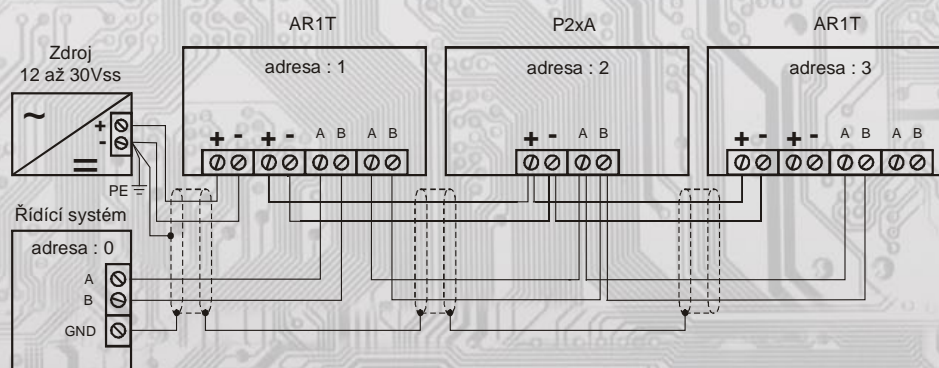 AR1T
P2xA
AR1T
Zdroj
12 až 30Vss
adresa : 1
adresa : 2
adresa : 3
+
-
+ - + - A B A B
+ - A B
+ - + - A B A B
PE
Řídící systém
adresa : 0
A
B
GND